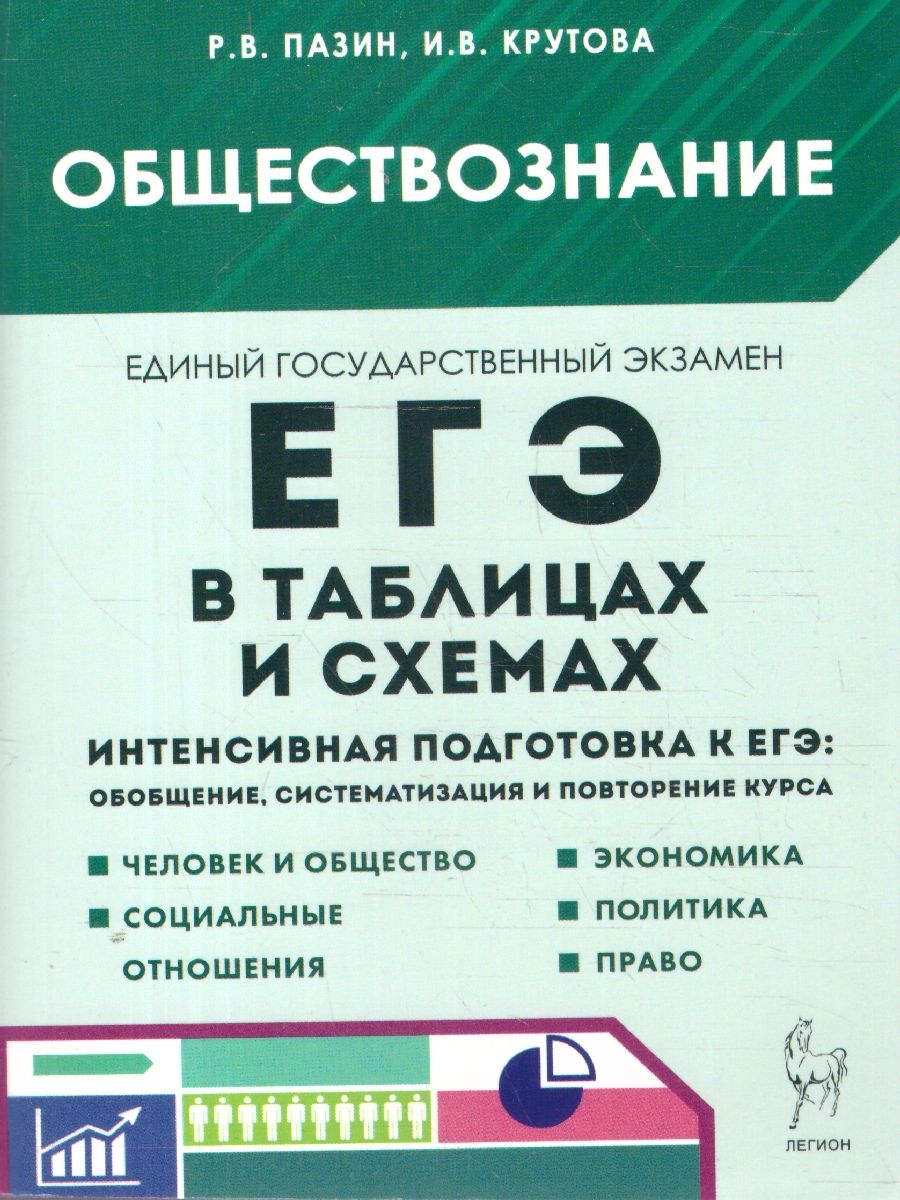 Р.В. ПАЗИН, И.В. КРУТОВА
ОБЩЕСТВОЗНАНИЕ
ЕДИНЫЙ ГОСУДАРСТВЕННЫЙ ЭКЗАМЕН
ЕГЭ
В ТАБЛИЦАХ
И СХЕМАХ
ИНТЕНСИВНАЯ ПОДГОТОВКА К ЕГЭ:
ОБОБЩЕНИЕ, СИСТЕМАТИЗАЦИЯ И ПОВТОРЕНИЕ КУРСА
ЧЕЛОВЕК И ОБЩЕСТВО
СОЦИАЛЬНЫЕ
ОТНОШЕНИЯ
ЭКОНОМИКА
ПОЛИТИКА
ПРАВО
ЛЕГИОН